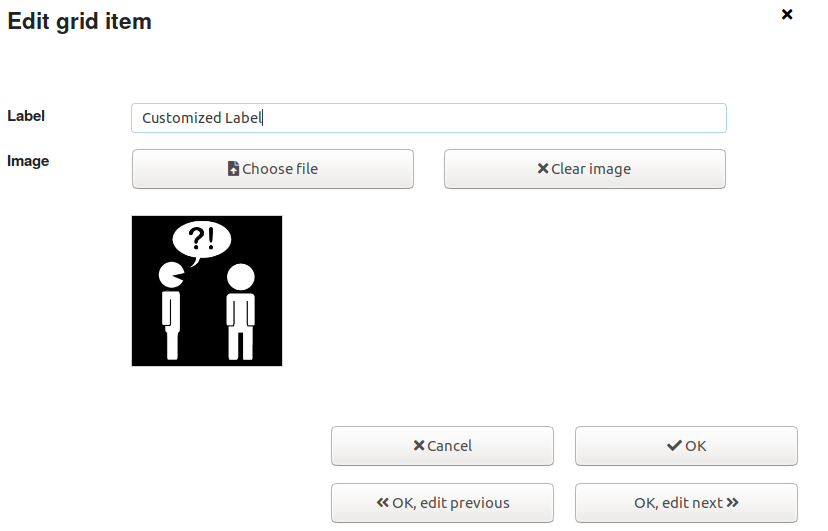 Edit grid item
Label
Customized Label
Image
Choose file
Clear image
?!
Cancel
OK
OK, edit previous
OK, edit next